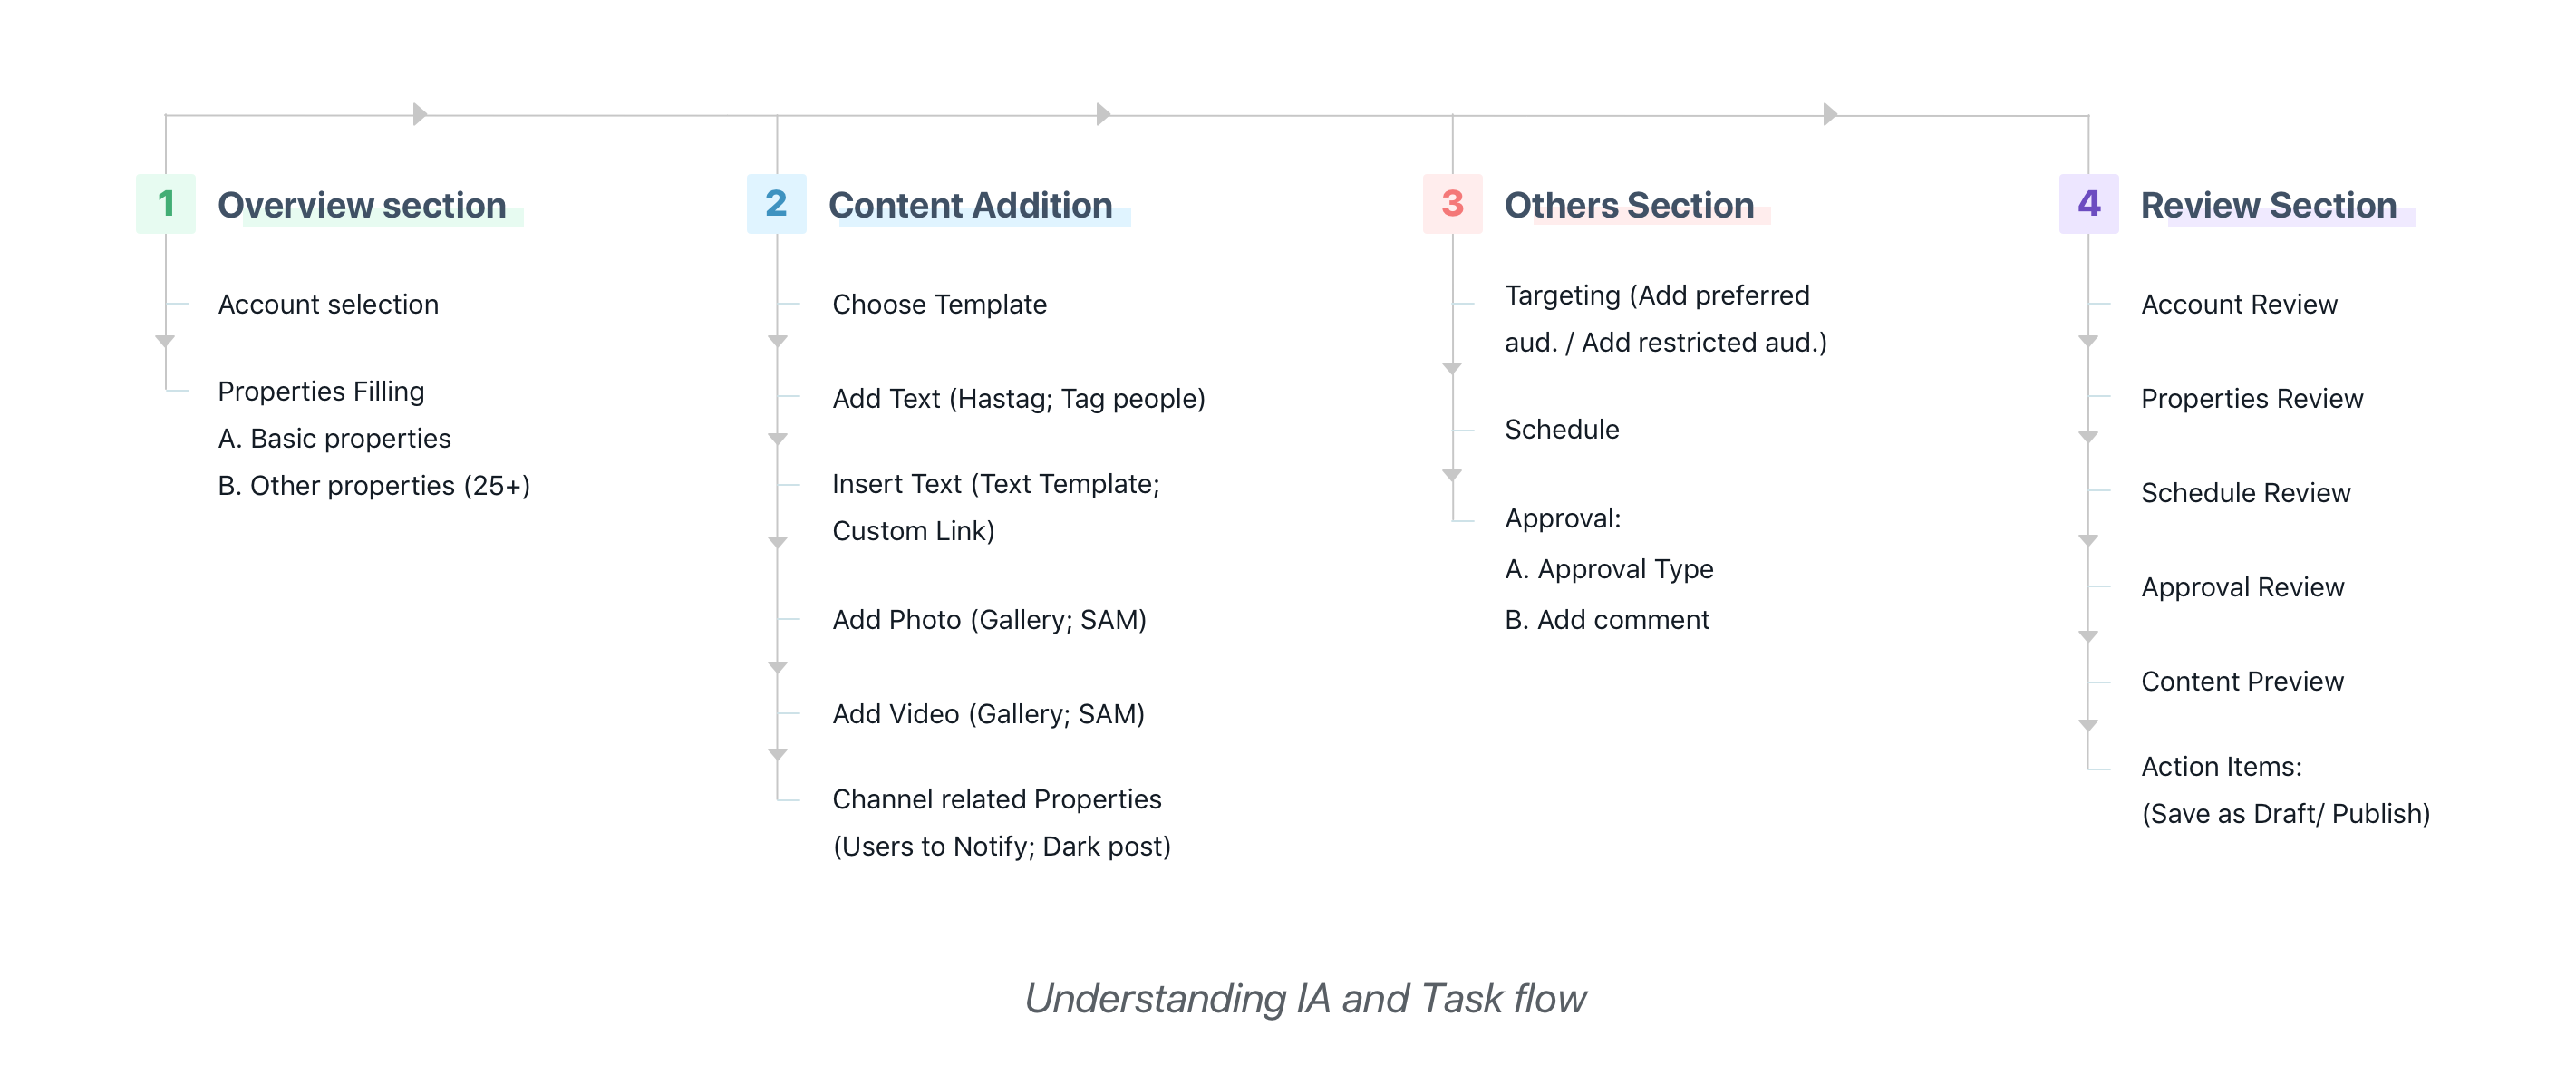 1 Overview section
Account selection
Properties Filling
A. Basic properties
B. Other properties (25+)
2 Content Addition
Choose Template
Add Text (Hastag; Tag people)
Insert Text (Text Template;
Custom Link)
Add Photo (Gallery; SAM)
Add Video (Gallery; SAM)
Channel related Properties
(Users to Notify; Dark post)
3 Others Section
Targeting (Add preferred
aud. / Add restricted aud.)
Schedule
Approval:
A. Approval Type
B. Add comment
4 Review Section
Account Review
Properties Review
Schedule Review
Approval Review
Content Preview
Action Items:
(Save as Draft/ Publish)
Understanding IA and Task flow